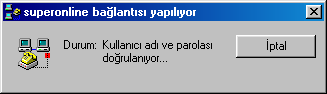 superonline bağlantısı yapılıyor
Durum: Kullanıcı adı ve parolası
doğrulanıyor...
İptal